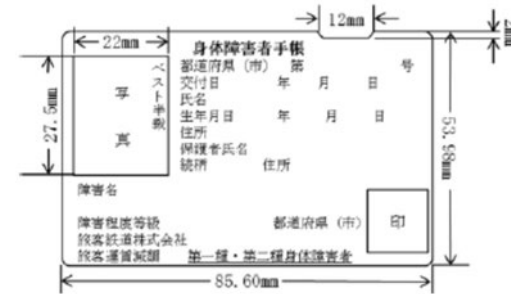 12mm
2mm
22mm
身体障害者手帳
都道府県（市） 第 号
ベスト半截
写真
交付日 年 月 日
氏名
生年月日 年 月 日
27.5mm
住所
保護者氏名
続柄 住所
53.98mm
障害名
障害程度等級 都道府県（市） 印
旅客鉄道株式会社
旅客運賃減額 第一種・第二種身体障害者
85.60mm